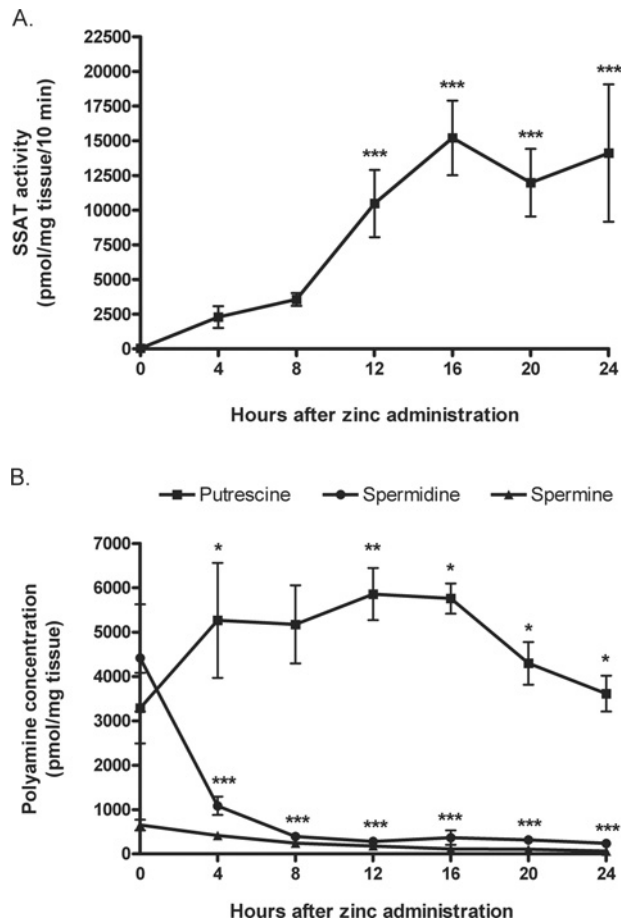 A.
22500
20000
17500
15000
12500
10000
7500
5000
2500
0
SSAT activity
(pmol/mg tissue/10 min)
***
***
***
***
0 4 8 12 16 20 24
Hours after zinc administration
B.
Putrescine Spermidine Spermine
7000
6000
5000
4000
3000
2000
1000
0
Polyamine concentration
(pmol/mg tissue)
* ** * * *
*** *** *** *** *** ***
0 4 8 12 16 20 24
Hours after zinc administration